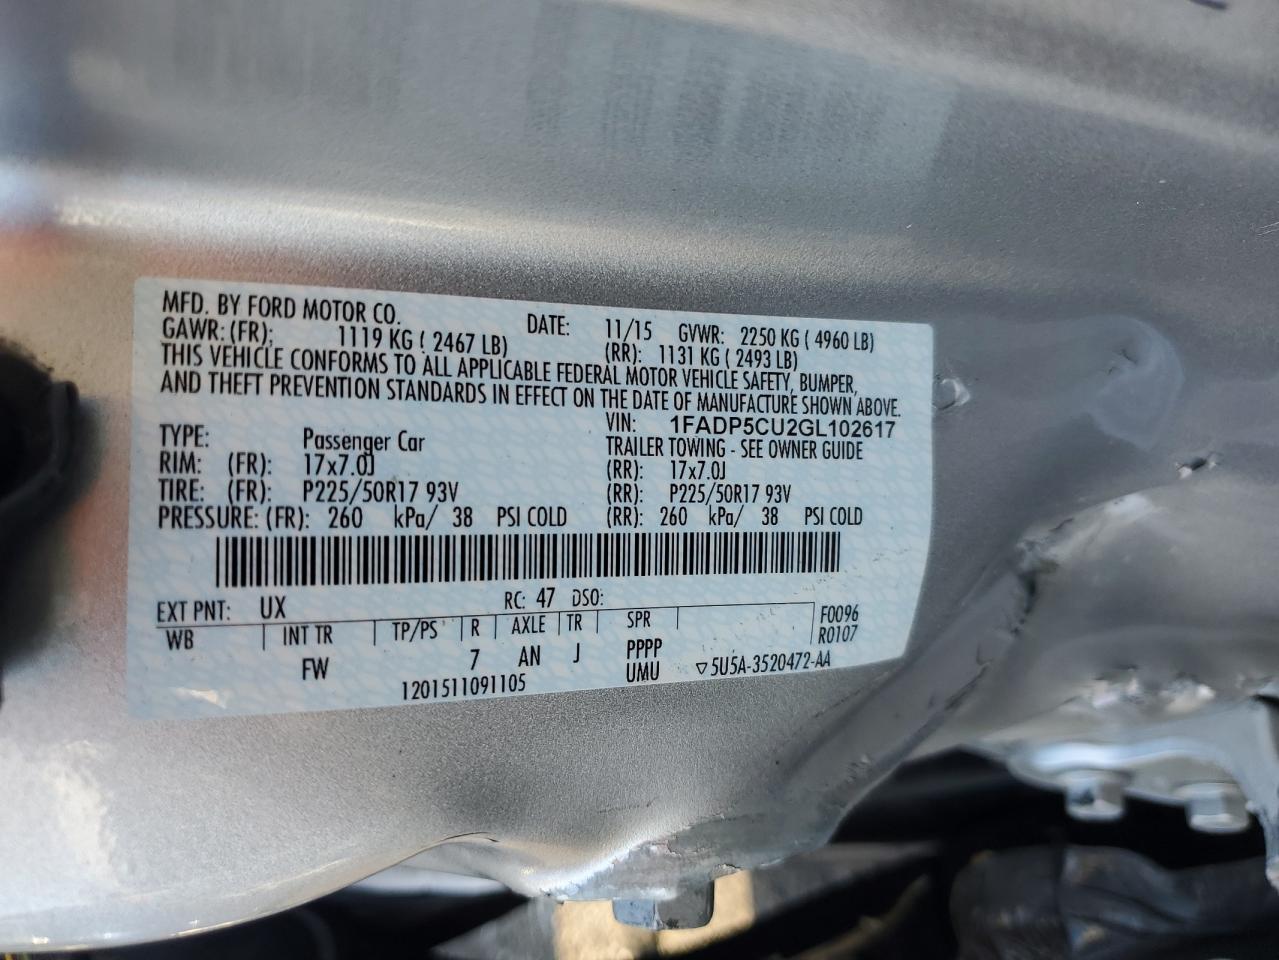 MFD. BY FORD MOTOR CO. DATE: 11/15 GVWR: 2250 KG ( 4960 LB)
GAWR: (FR): 1119 KG ( 2467 LB) (RR): 1131 KG ( 2493 LB)
THIS VEHICLE CONFORMS TO ALL APPLICABLE FEDERAL MOTOR VEHICLE SAFETY, BUMPER,
AND THEFT PREVENTION STANDARDS IN EFFECT ON THE DATE OF MANUFACTURE SHOWN ABOVE.
VIN: 1FADP5CU2GL102617
TYPE: Passenger Car TRAILER TOWING - SEE OWNER GUIDE
RIM: (FR): 17x7.0J (RR): 17x7.0J
TIRE: (FR): P225/50R17 93V (RR): P225/50R17 93V
PRESSURE: (FR): 260 kPa/ 38 PSI COLD (RR): 260 kPa/ 38 PSI COLD
EXT PNT: UX RC: 47 DSO: F0096
WB INT TR TP/PS R AXLE TR SPR R0107
FW 7 AN J PPPP
1201511091105 UMU ▽5U5A-3520472-AA